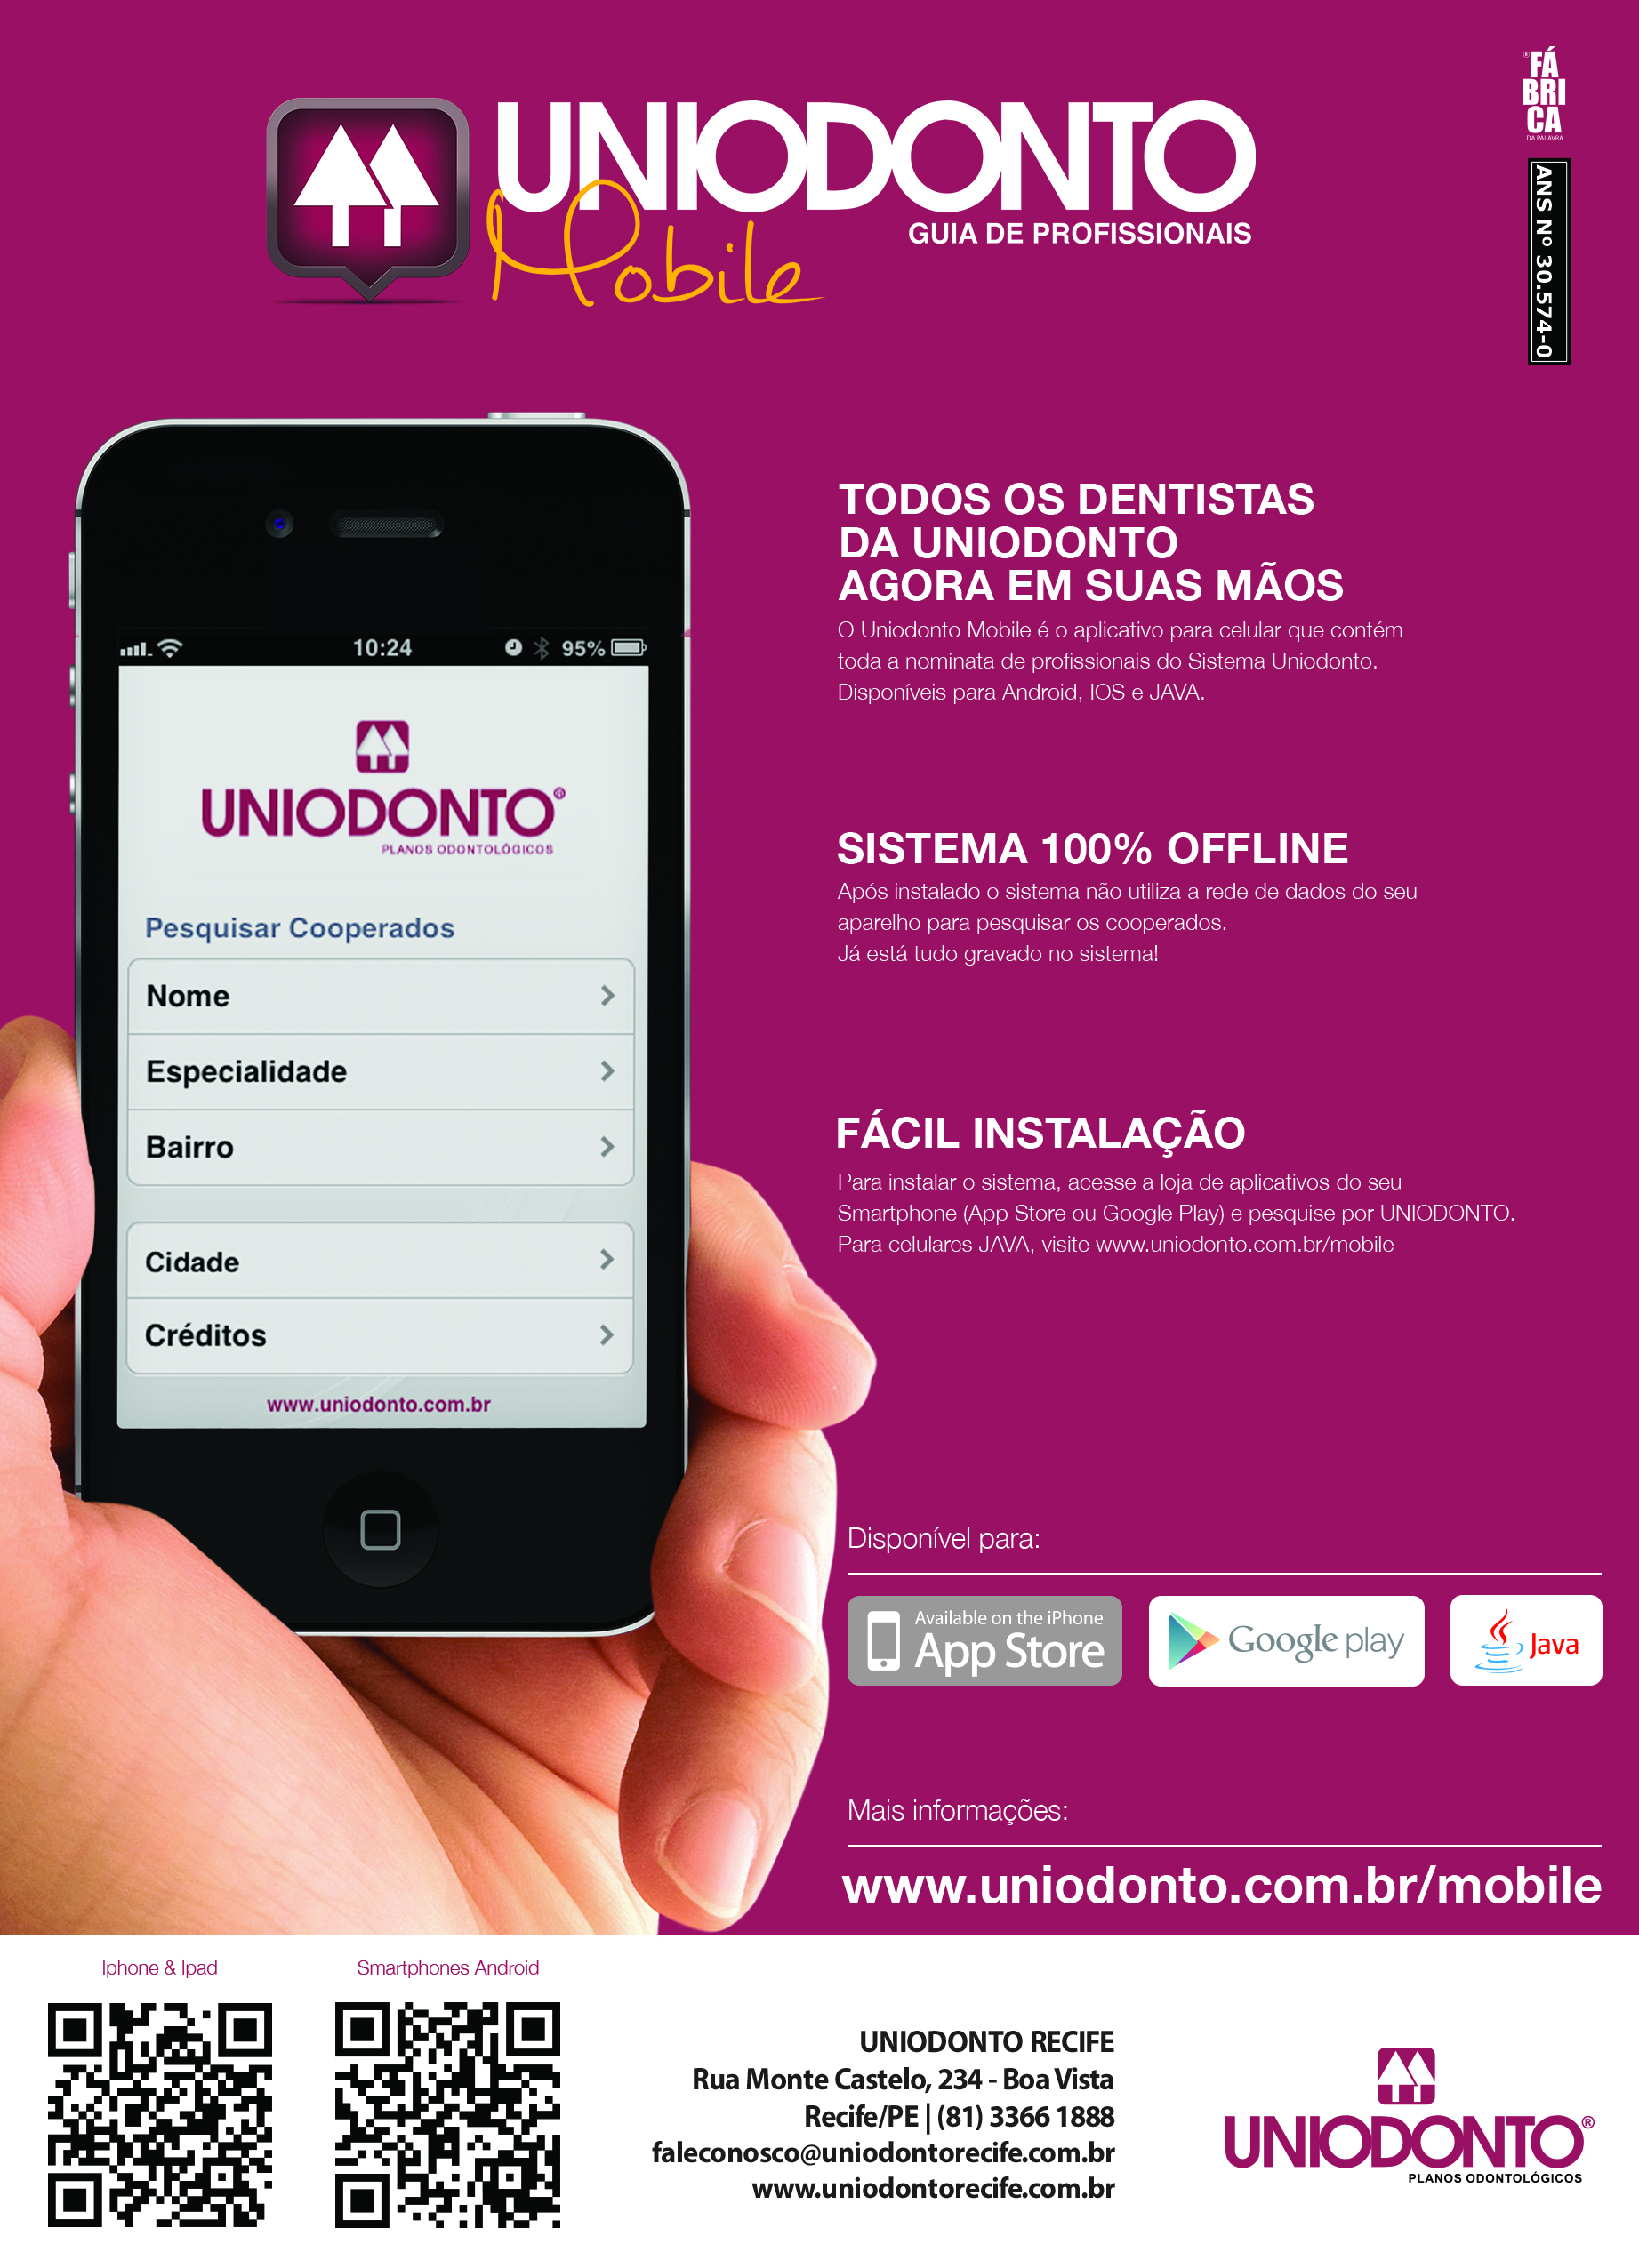 UNIODONTO
Mobile
GUIA DE PROFISSIONAIS
®FÁ
BRI
CA
DA PALAVRA
ANS Nº 30.574-0
10:24
95%
UNIODONTO®
PLANOS ODONTOLÓGICOS
Pesquisar Cooperados
Nome
Especialidade
Bairro
Cidade
Créditos
www.uniodonto.com.br
TODOS OS DENTISTAS
DA UNIODONTO
AGORA EM SUAS MÃOS
O Uniodonto Mobile é o aplicativo para celular que contém
toda a nominata de profissionais do Sistema Uniodonto.
Disponíveis para Android, IOS e JAVA.
SISTEMA 100% OFFLINE
Após instalado o sistema não utiliza a rede de dados do seu
aparelho para pesquisar os cooperados.
Já está tudo gravado no sistema!
FÁCIL INSTALAÇÃO
Para instalar o sistema, acesse a loja de aplicativos do seu
Smartphone (App Store ou Google Play) e pesquise por UNIODONTO.
Para celulares JAVA, visite www.uniodonto.com.br/mobile
Disponível para:
Available on the iPhone
App Store
Google play
Java
Mais informações:
www.uniodonto.com.br/mobile
Iphone & Ipad
Smartphones Android
UNIODONTO RECIFE
Rua Monte Castelo, 234 - Boa Vista
Recife/PE | (81) 3366 1888
faleconosco@uniodontorecife.com.br
www.uniodontorecife.com.br
UNIODONTO®
PLANOS ODONTOLÓGICOS